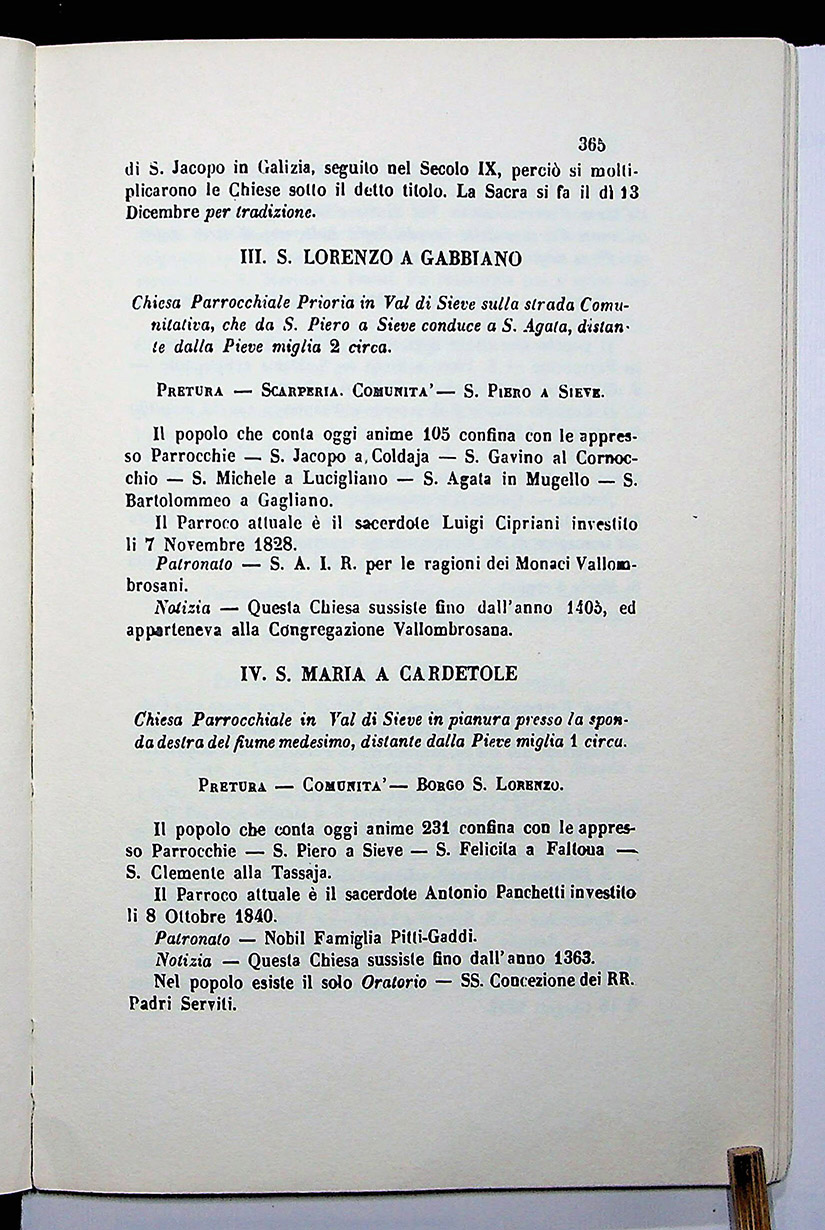 365
di S. Jacopo in Galizia, seguito nel Secolo IX, perciò si molti-
plicarono le Chiese sotto il detto titolo. La Sacra si fa il dì 13
Dicembre per tradizione.
III. S. LORENZO A GABBIANO
Chiesa Parrocchiale Prioria in Val di Sieve sulla strada Comu-
nitativa, che da S. Piero a Sieve conduce a S. Agata, distan-
te dalla Pieve miglia 2 circa.
PRETURA — SCARPERIA. COMUNITA' — S. PIERO A SIEVE.
Il popolo che conta oggi anime 105 confina con le appres-
so Parrocchie — S. Jacopo a Coldaja — S. Gavino al Cornoc-
chio — S. Michele a Lucigliano — S. Agata in Mugello — S.
Bartolommeo a Gagliano.
Il Parroco attuale è il sacerdote Luigi Cipriani investito
li 7 Novembre 1828.
Patronato — S. A. I. R. per le ragioni dei Monaci Vallom-
brosani.
Notizia — Questa Chiesa sussiste fino dall'anno 1405, ed
apparteneva alla Congregazione Vallombrosana.
IV. S. MARIA A CARDETOLE
Chiesa Parrocchiale in Val di Sieve in pianura presso la spon-
da destra del fiume medesimo, distante dalla Pieve miglia 1 circa.
PRETURA — COMUNITA' — BORGO S. LORENZO.
Il popolo che conta oggi anime 231 confina con le appres-
so Parrocchie — S. Piero a Sieve — S. Felicita a Faltona —
S. Clemente alla Tassaja.
Il Parroco attuale è il sacerdote Antonio Panchetti investito
li 8 Ottobre 1840.
Patronato — Nobil Famiglia Pitti-Gaddi.
Notizia — Questa Chiesa sussiste fino dall'anno 1363.
Nel popolo esiste il solo Oratorio — SS. Concezione dei RR.
Padri Serviti.